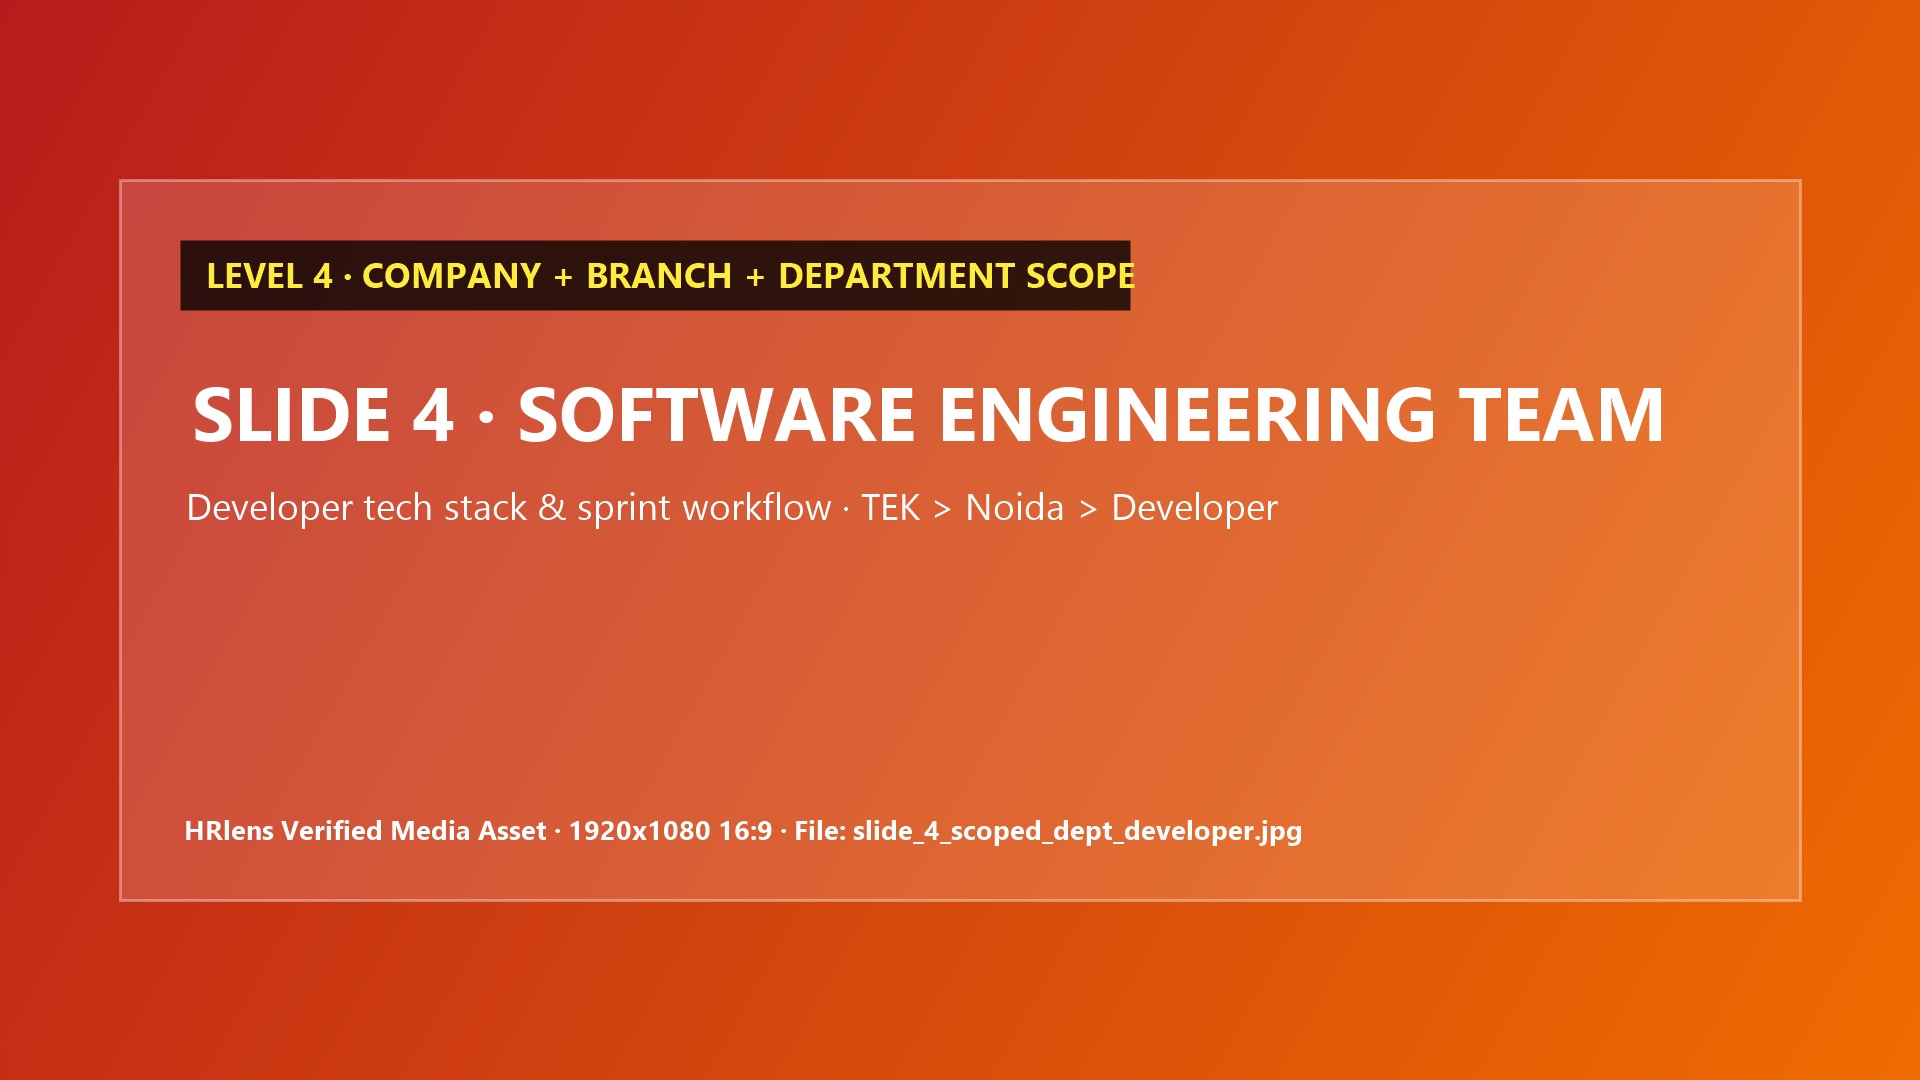 LEVEL 4 · COMPANY + BRANCH + DEPARTMENT SCOPE
SLIDE 4 · SOFTWARE ENGINEERING TEAM
Developer tech stack & sprint workflow · TEK > Noida > Developer
HRlens Verified Media Asset · 1920x1080 16:9 · File: slide_4_scoped_dept_developer.jpg